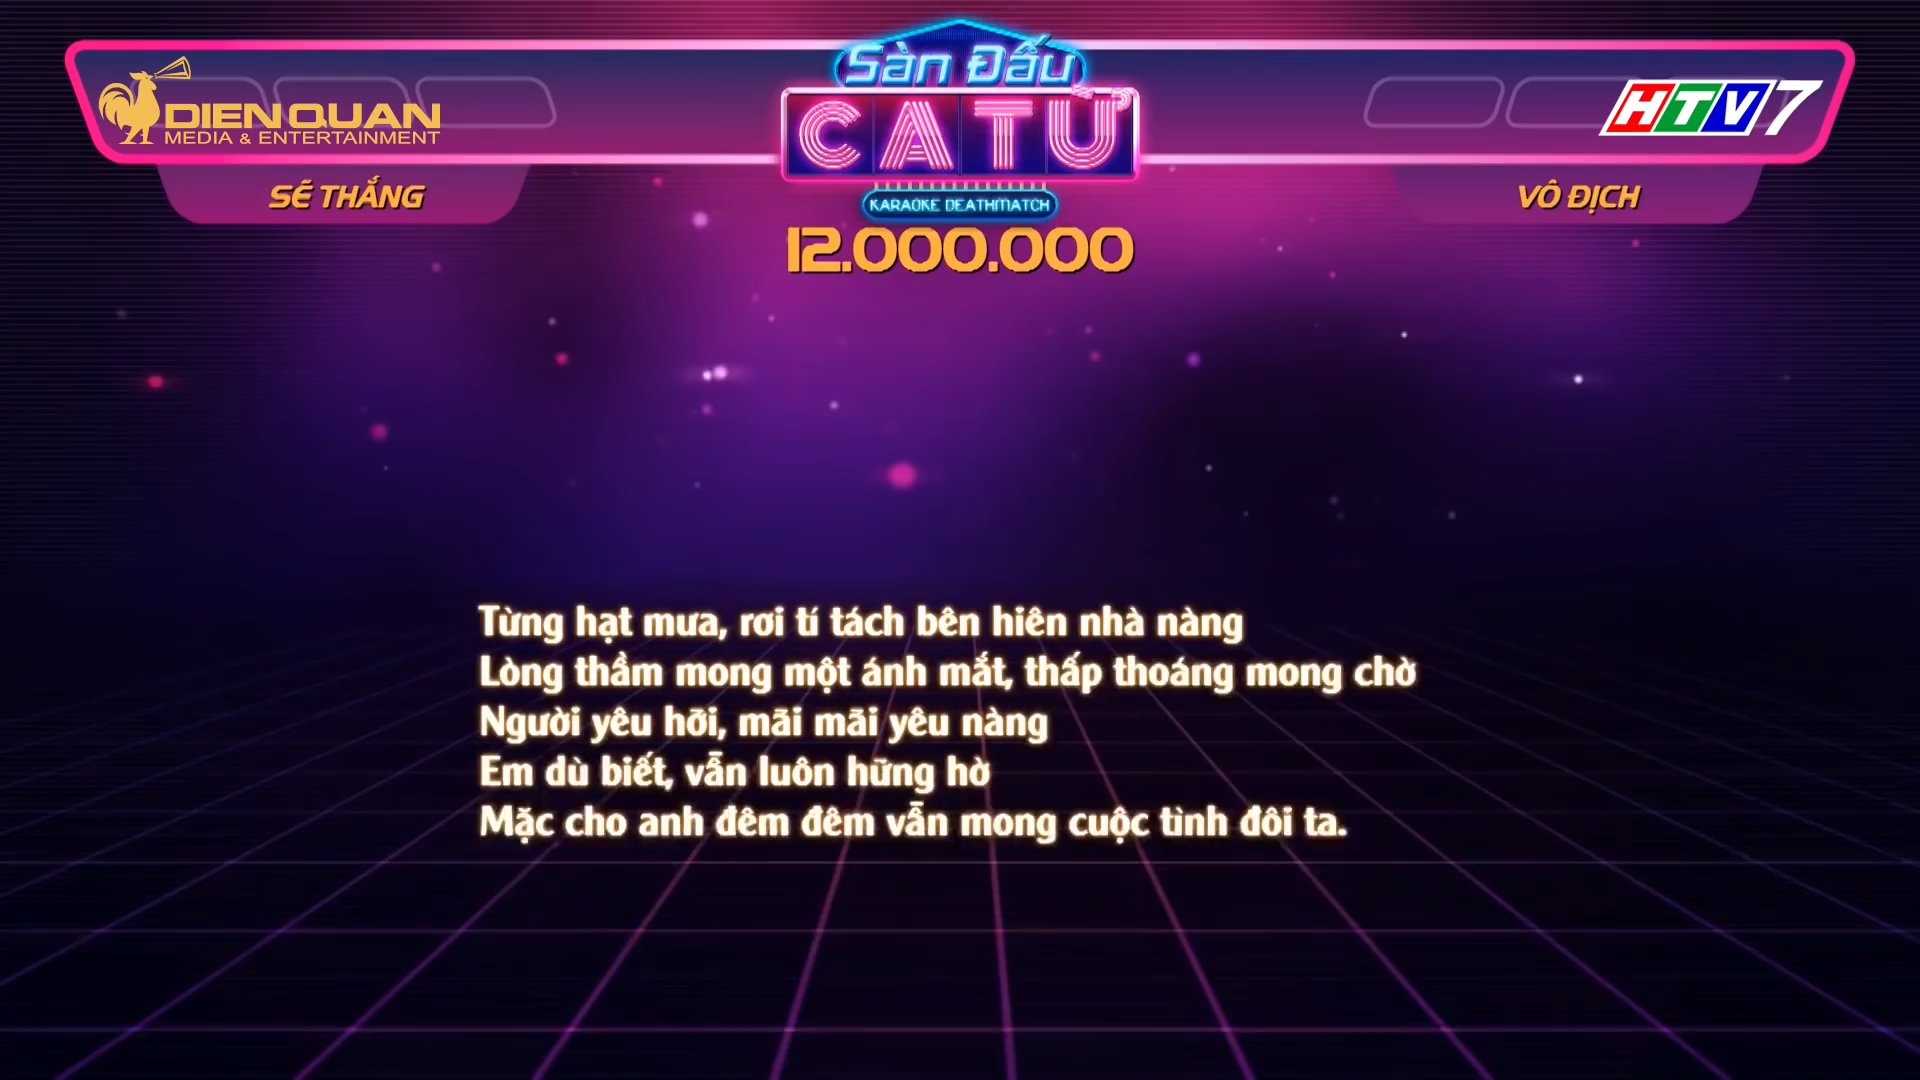 Sàn Đấu
CA TỪ
KARAOKE DEATHMATCH
DIENQUAN
MEDIA & ENTERTAINMENT
HTV7
SẼ THẮNG
VÔ ĐỊCH
12.000.000
Từng hạt mưa, rơi tí tách bên hiên nhà nàng
Lòng thầm mong một ánh mắt, thấp thoáng mong chờ
Người yêu hỡi, mãi mãi yêu nàng
Em dù biết, vẫn luôn hững hờ
Mặc cho anh đêm đêm vẫn mong cuộc tình đôi ta.